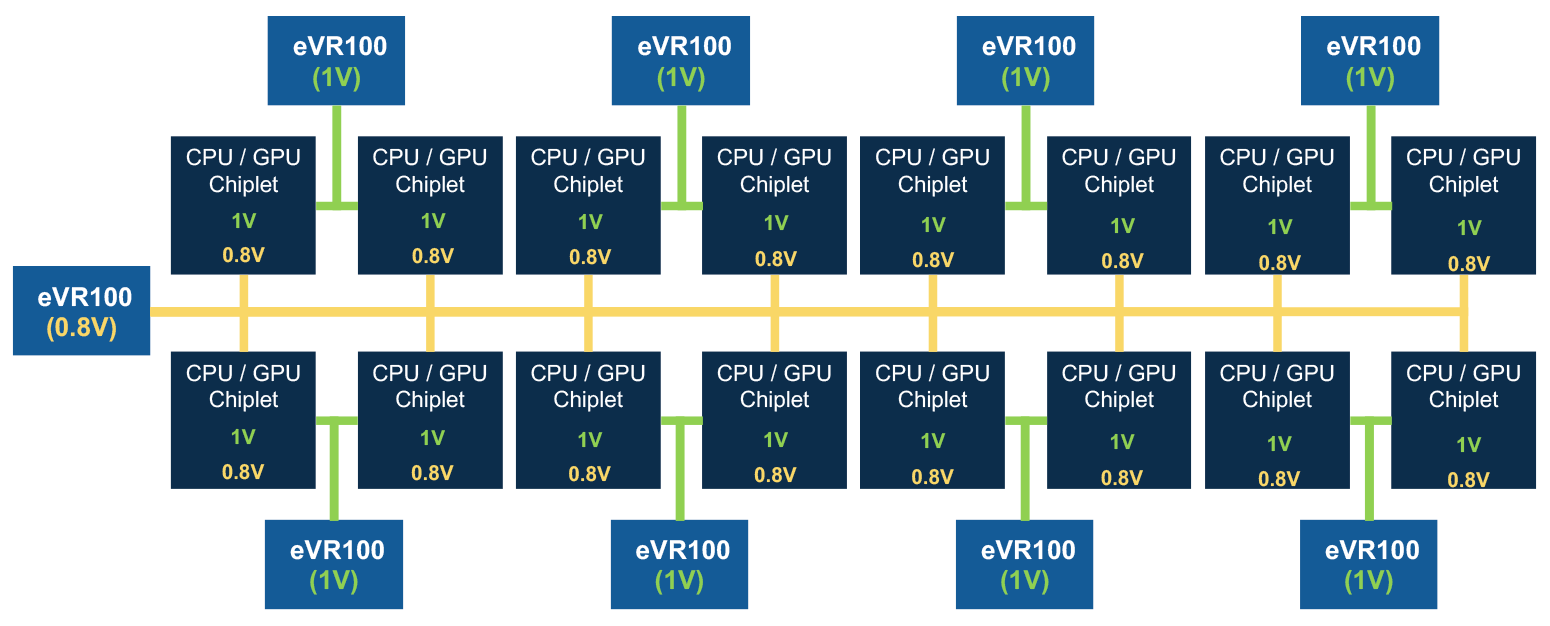 eVR100
(1V)
eVR100
(1V)
eVR100
(1V)
eVR100
(1V)
CPU / GPU
Chiplet
1V
0.8V
CPU / GPU
Chiplet
1V
0.8V
CPU / GPU
Chiplet
1V
0.8V
CPU / GPU
Chiplet
1V
0.8V
CPU / GPU
Chiplet
1V
0.8V
CPU / GPU
Chiplet
1V
0.8V
CPU / GPU
Chiplet
1V
0.8V
CPU / GPU
Chiplet
1V
0.8V
eVR100
(0.8V)
CPU / GPU
Chiplet
1V
0.8V
CPU / GPU
Chiplet
1V
0.8V
CPU / GPU
Chiplet
1V
0.8V
CPU / GPU
Chiplet
1V
0.8V
CPU / GPU
Chiplet
1V
0.8V
CPU / GPU
Chiplet
1V
0.8V
CPU / GPU
Chiplet
1V
0.8V
CPU / GPU
Chiplet
1V
0.8V
eVR100
(1V)
eVR100
(1V)
eVR100
(1V)
eVR100
(1V)